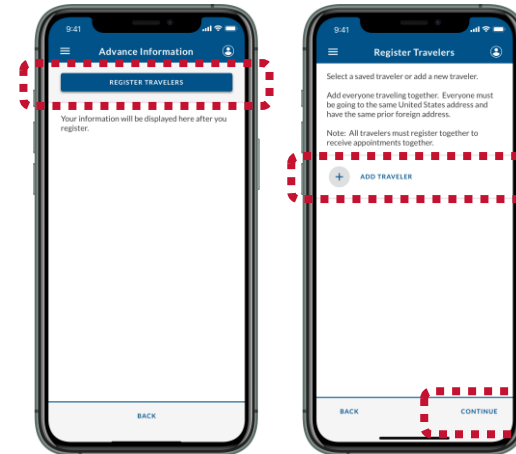 9:41
Advance Information
REGISTER TRAVELERS
Your information will be displayed here after you
register.
BACK
9:41
Register Travelers
Select a saved traveler or add a new traveler.
Add everyone traveling together. Everyone must
be going to the same United States address and
have the same prior foreign address.
Note: All travelers must register together to
receive appointments together.
+ ADD TRAVELER
BACK CONTINUE